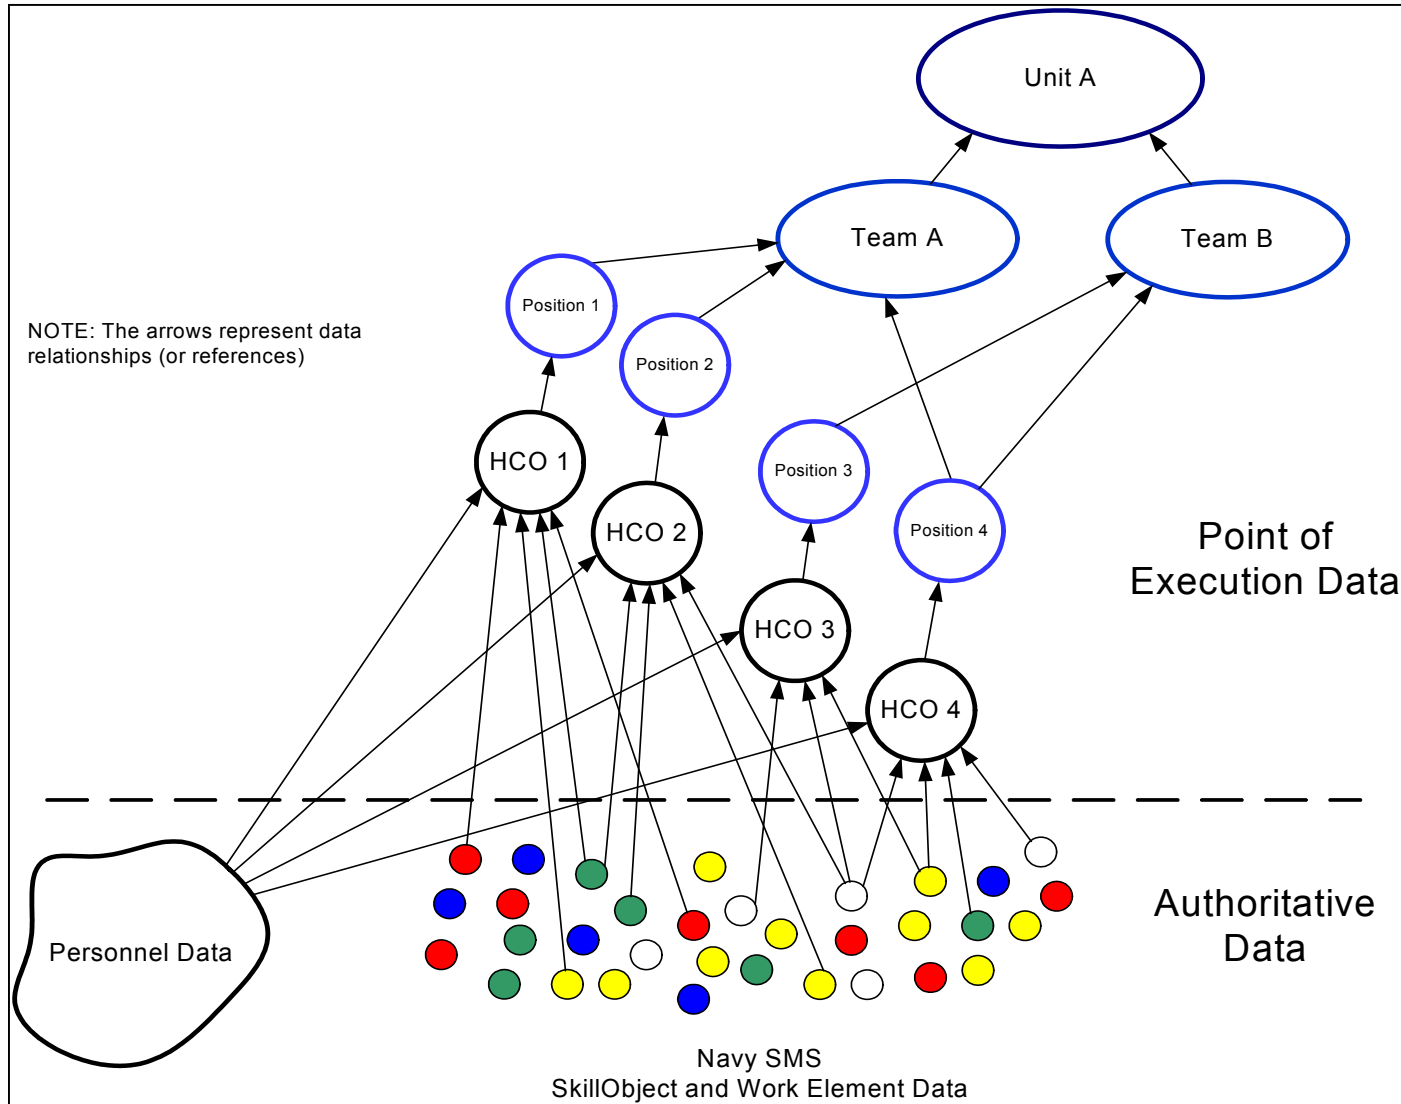 Unit A
Team A
Team B
Position 1
NOTE: The arrows represent data
relationships (or references)
Position 2
HCO 1
Position 3
HCO 2
Position 4
Point of
Execution Data
HCO 3
HCO 4
Authoritative
Data
Personnel Data
Navy SMS
SkillObject and Work Element Data